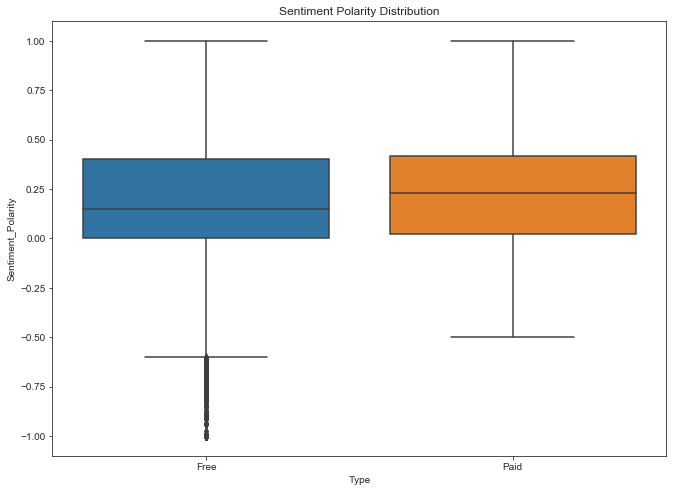 Sentiment Polarity Distribution
1.00
0.75
0.50
0.25
0.00
−0.25
−0.50
−0.75
−1.00
Sentiment_Polarity
Free
Paid
Type